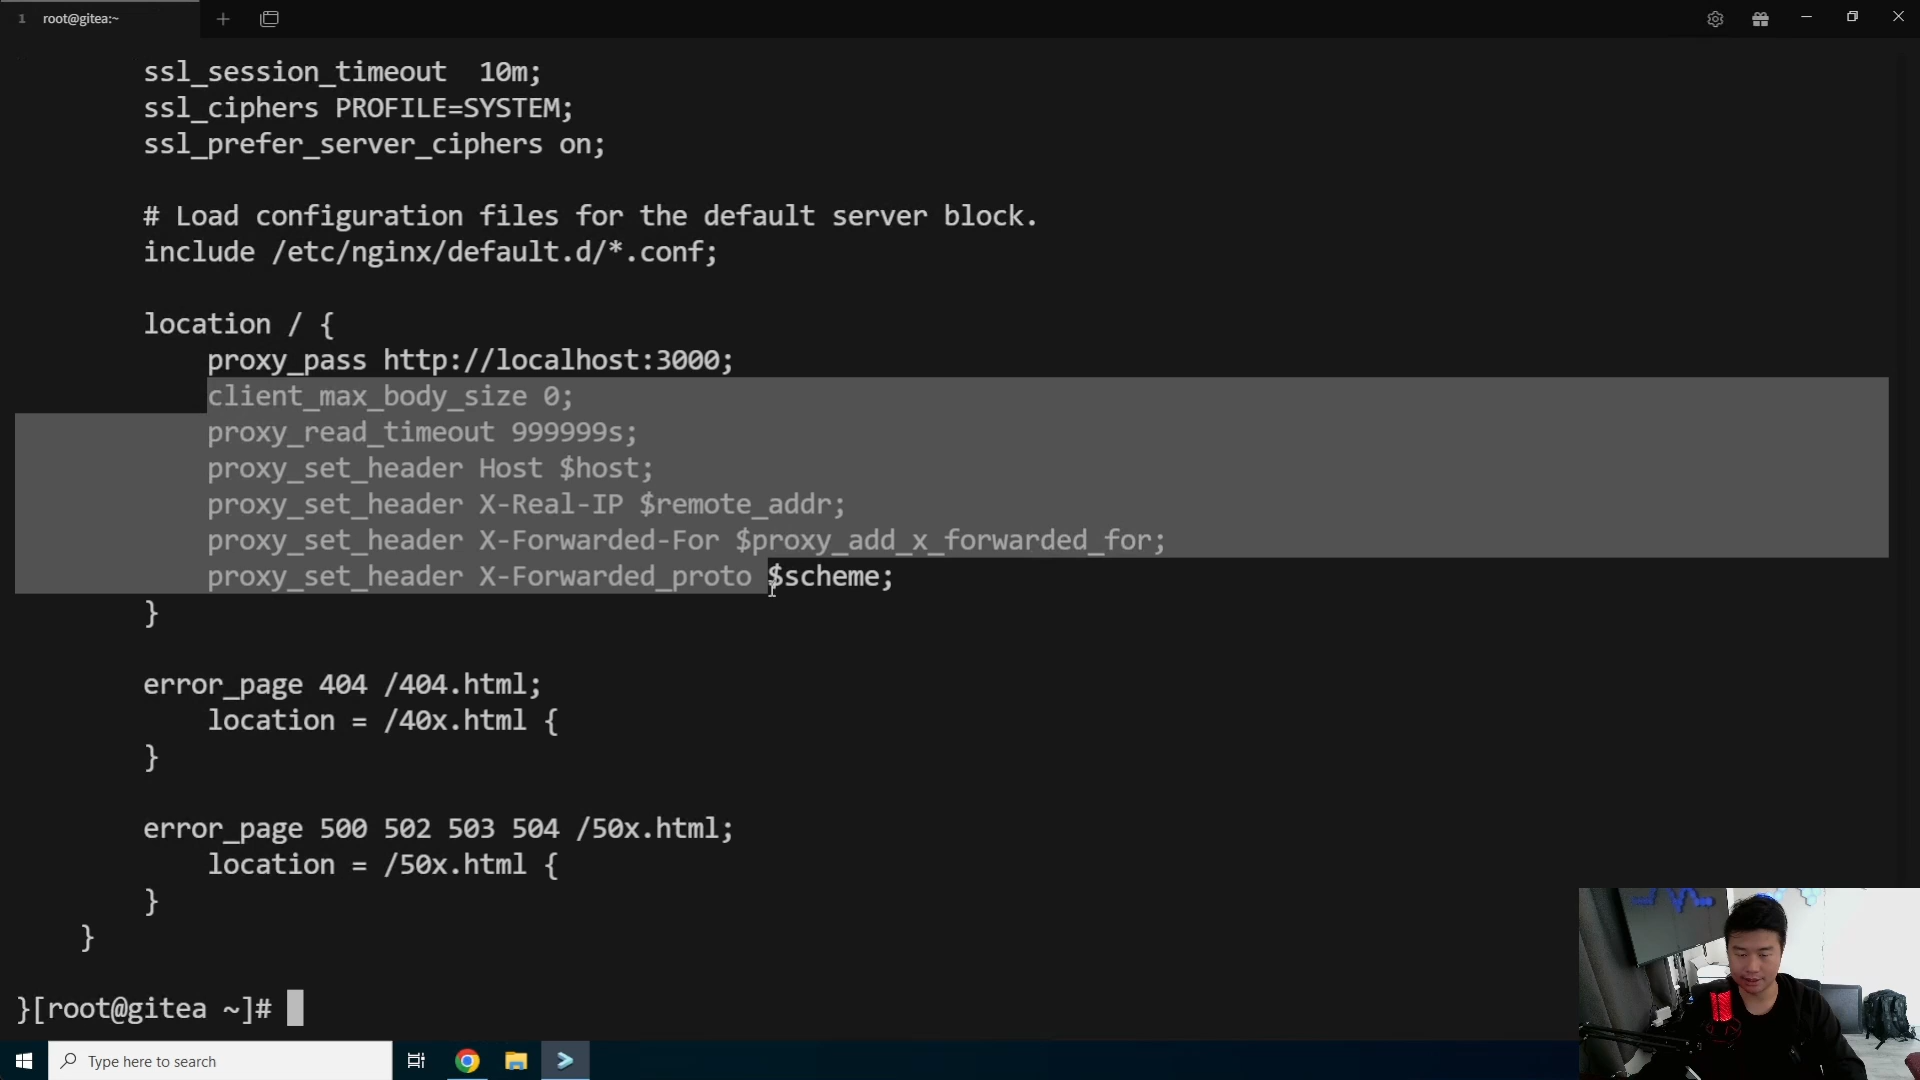 1 root@gitea:~
ssl_session_timeout  10m;
ssl_ciphers PROFILE=SYSTEM;
ssl_prefer_server_ciphers on;
# Load configuration files for the default server block.
include /etc/nginx/default.d/*.conf;
location / {
proxy_pass http://localhost:3000;
client_max_body_size 0;
proxy_read_timeout 999999s;
proxy_set_header Host $host;
proxy_set_header X-Real-IP $remote_addr;
proxy_set_header X-Forwarded-For $proxy_add_x_forwarded_for;
proxy_set_header X-Forwarded_proto $scheme;
}
error_page 404 /404.html;
location = /40x.html {
}
error_page 500 502 503 504 /50x.html;
location = /50x.html {
}
}
}[root@gitea ~]#
Type here to search